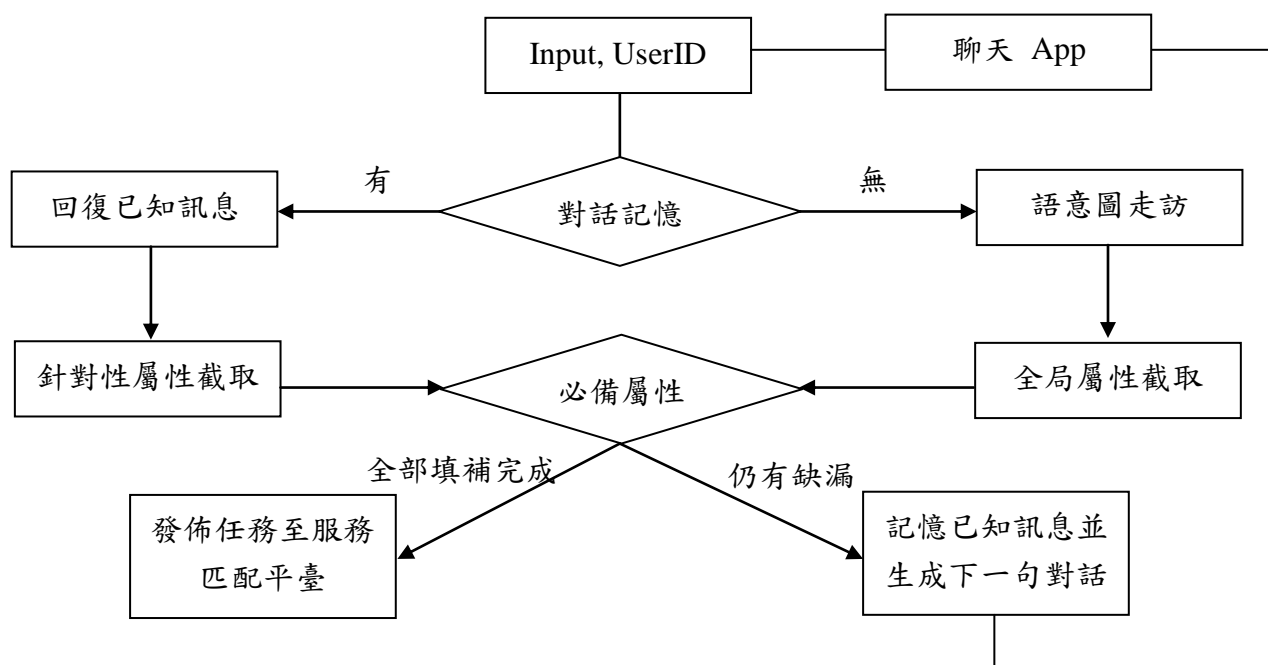 Input, UserID
聊天 App
有
無
回復已知訊息
對話記憶
語意圖走訪
針對性屬性截取
必備屬性
全局屬性截取
全部填補完成
仍有缺漏
發佈任務至服務
匹配平臺
記憶已知訊息並
生成下一句對話